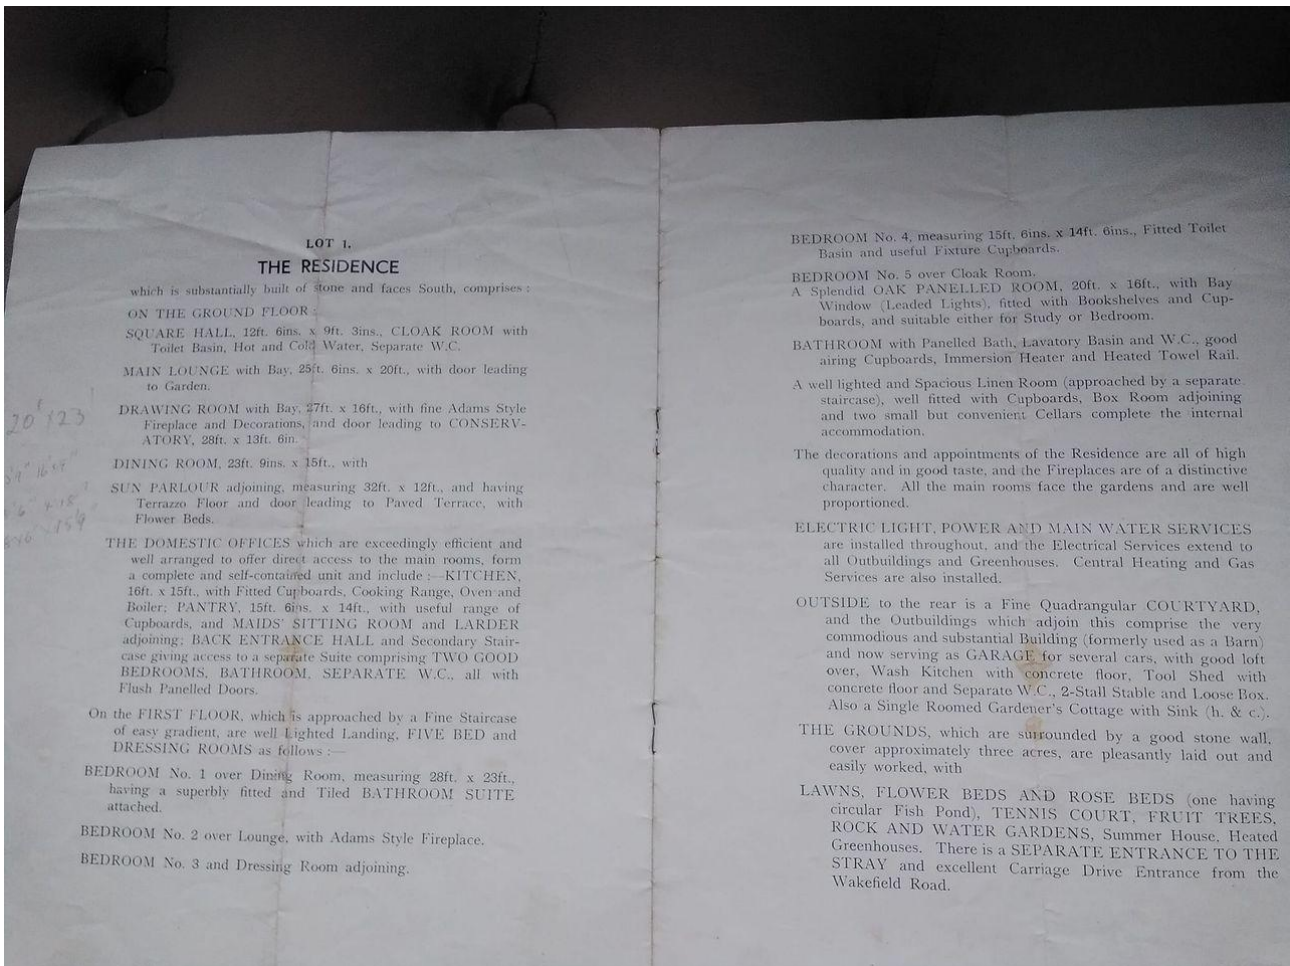 LOT 1.
THE RESIDENCE
which is substantially built of stone and faces South, comprises :
ON THE GROUND FLOOR :
SQUARE HALL, 12ft. 6ins. x 9ft. 3ins., CLOAK ROOM with
Toilet Basin, Hot and Cold Water, Separate W.C.
MAIN LOUNGE with Bay, 25ft. 6ins. x 20ft., with door leading
to Garden.
DRAWING ROOM with Bay, 27ft. x 16ft., with fine Adams Style
Fireplace and Decorations, and door leading to CONSERV-
ATORY, 28ft. x 13ft. 6in.
DINING ROOM, 23ft. 9ins. x 15ft., with
SUN PARLOUR adjoining, measuring 32ft. x 12ft., and having
Terrazzo Floor and door leading to Paved Terrace, with
Flower Beds.
THE DOMESTIC OFFICES which are exceedingly efficient and
well arranged to offer direct access to the main rooms, form
a complete and self-contained unit and include :—KITCHEN,
16ft. x 15ft., with Fitted Cupboards, Cooking Range, Oven and
Boiler; PANTRY, 15ft. 6ins. x 14ft., with useful range of
Cupboards, and MAIDS' SITTING ROOM and LARDER
adjoining; BACK ENTRANCE HALL and Secondary Stair-
case giving access to a separate Suite comprising TWO GOOD
BEDROOMS, BATHROOM, SEPARATE W.C., all with
Flush Panelled Doors.
On the FIRST FLOOR, which is approached by a Fine Staircase
of easy gradient, are well Lighted Landing, FIVE BED and
DRESSING ROOMS as follows :—
BEDROOM No. 1 over Dining Room, measuring 28ft. x 23ft.,
having a superbly fitted and Tiled BATHROOM SUITE
attached.
BEDROOM No. 2 over Lounge, with Adams Style Fireplace.
BEDROOM No. 3 and Dressing Room adjoining.
20' x 23
BEDROOM No. 4, measuring 15ft. 6ins. x 14ft. 6ins., Fitted Toilet
Basin and useful Fixture Cupboards.
BEDROOM No. 5 over Cloak Room.
A Splendid OAK PANELLED ROOM, 20ft. x 16ft., with Bay
Window (Leaded Lights), fitted with Bookshelves and Cup-
boards, and suitable either for Study or Bedroom.
BATHROOM with Panelled Bath, Lavatory Basin and W.C., good
airing Cupboards, Immersion Heater and Heated Towel Rail.
A well lighted and Spacious Linen Room (approached by a separate
staircase), well fitted with Cupboards, Box Room adjoining
and two small but convenient Cellars complete the internal
accommodation.
The decorations and appointments of the Residence are all of high
quality and in good taste, and the Fireplaces are of a distinctive
character. All the main rooms face the gardens and are well
proportioned.
ELECTRIC LIGHT, POWER AND MAIN WATER SERVICES
are installed throughout, and the Electrical Services extend to
all Outbuildings and Greenhouses. Central Heating and Gas
Services are also installed.
OUTSIDE to the rear is a Fine Quadrangular COURTYARD,
and the Outbuildings which adjoin this comprise the very
commodious and substantial Building (formerly used as a Barn)
and now serving as GARAGE for several cars, with good loft
over, Wash Kitchen with concrete floor, Tool Shed with
concrete floor and Separate W.C., 2-Stall Stable and Loose Box.
Also a Single Roomed Gardener's Cottage with Sink (h. & c.).
THE GROUNDS, which are surrounded by a good stone wall,
cover approximately three acres, are pleasantly laid out and
easily worked, with
LAWNS, FLOWER BEDS AND ROSE BEDS (one having
circular Fish Pond), TENNIS COURT, FRUIT TREES,
ROCK AND WATER GARDENS, Summer House, Heated
Greenhouses. There is a SEPARATE ENTRANCE TO THE
STRAY and excellent Carriage Drive Entrance from the
Wakefield Road.